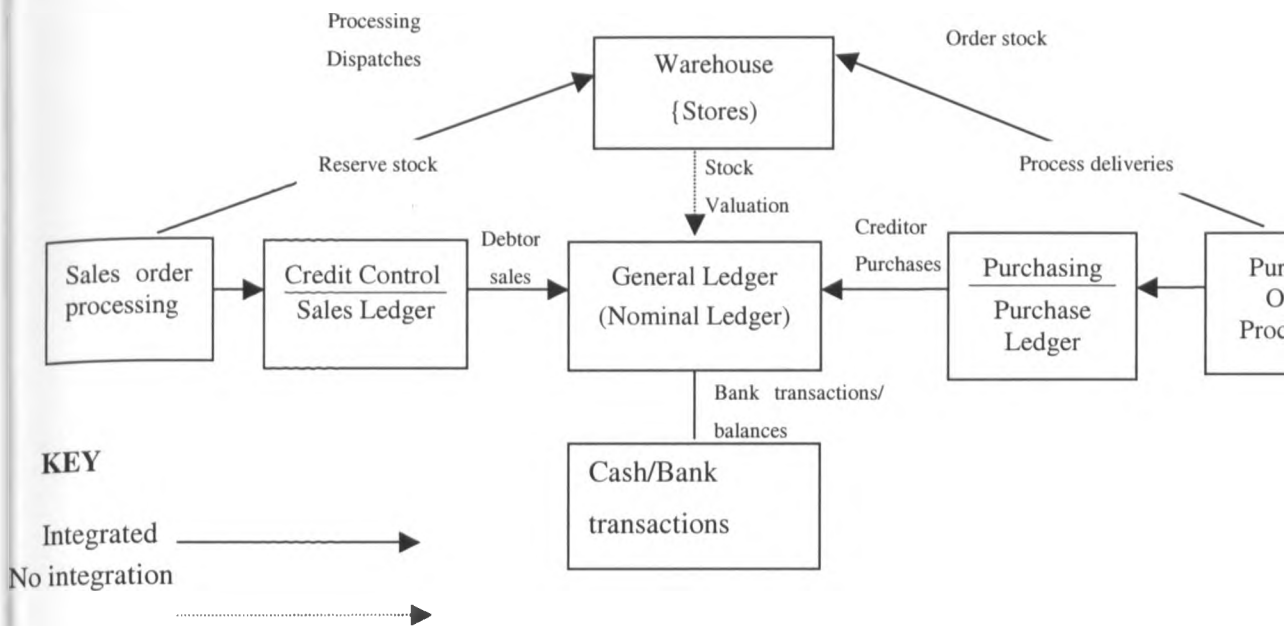 Processing
Dispatches
Order stock
Warehouse
{Stores)
Reserve stock
Stock
Valuation
Process deliveries
Sales order
processing
Credit Control
Sales Ledger
Debtor
sales
General Ledger
(Nominal Ledger)
Creditor
Purchases
Purchasing
Purchase
Ledger
Pur
O
Proc
Bank transactions/
balances
Cash/Bank
transactions
KEY
Integrated
No integration